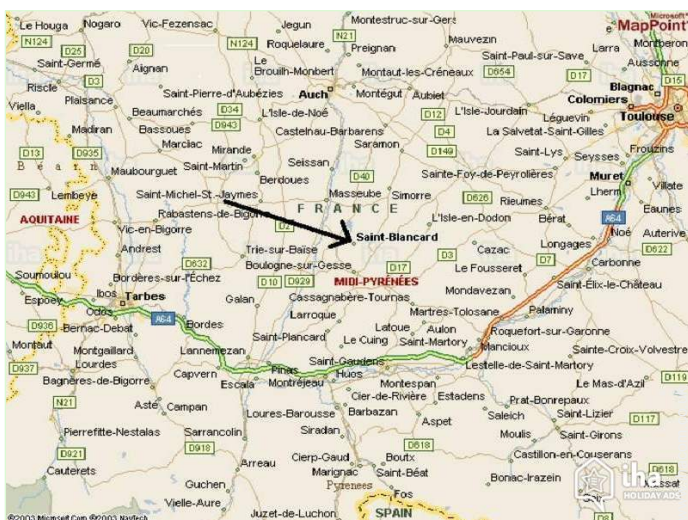 Microsoft
MapPoint
Le Houga
Nogaro
Vic-Fezensac
Jegun
Montestruc-sur-Gers
N124
D25
D20
N124
N21
Roquelaure
Preignan
Mauvezin
Montberon
Saint-Paul-sur-Save
Larra
Saint-Germé
Aignan
Le
Brouilh-Monbert
Montaut-les-Créneaux
D654
D17
Aussonne
D15
Riscle
D3
Blagnac
Viella
Plaisance
Saint-Pierre-d'Aubézies
Auch
Montégut
Aubiet
Colomiers
Beaumarchés
D34
L'Isle-de-Noé
D12
L'Isle-Jourdain
Léguevin
Toulouse
Madiran
Bassoues
D943
Castelnau-Barbarens
D4
La Salvetat-Saint-Gilles
Marciac
Mirande
Saramon
D149
Saint-Lys
Seysses
Frouzins
D13
D935
Béarn
Saint-Martin
Seissan
Maubourguet
Berdoues
D40
Sainte-Foy-de-Peyrolières
Muret
D943
Lembeye
Saint-Michel-St.-Jaymes
Masseube
Simorre
D626
Rieumes
Lherm
Villate
Rabastens-de-Bigorre
FRANCE
L'Isle-en-Dodon
Bérat
A64
Eaunes
AQUITAINE
Vic-en-Bigorre
D2
Saint-Blancard
Noé
Auterive
Andrest
Trie-sur-Baïse
Cazac
Longages
D622
D632
Boulogne-sur-Gesse
D17
D3
Le Fousseret
D7
Carbonne
Soumoulou
Bordères-sur-l'Échez
D10
D929
MIDI-PYRÉNÉES
Saint-Élix-le-Château
Espoey
Ibos
Tarbes
Galan
Cassagnabère-Tournas
Mondavezan
Odos
Larroque
Martres-Tolosane
Palaminy
D936
Bernac-Debat
A64
Bordes
Saint-Plancard
Latoue
Aulon
Roquefort-sur-Garonne
Montaut
Montgaillard
Lannemezan
Le Cuing
Saint-Martory
Mancioux
Sainte-Croix-Volvestre
D937
Lourdes
Capvern
Pinas
Saint-Gaudens
Lestelle-de-Saint-Martory
Bagnères-de-Bigorre
Escala
Montréjeau
Huos
Montespan
Le Mas-d'Azil
D119
N21
Asté
Campan
Cier-de-Rivière
Estadens
Prat-Bonrepaux
Loures-Barousse
Barbazan
Aspet
Saleich
Saint-Lizier
D117
Pierrefitte-Nestalas
Sarrancolin
Siradan
Moulis
Saint-Girons
D921
D918
D618
Cierp-Gaud
Boutx
Castillon-en-Couserans
Cauterets
Arreau
Marignac
Saint-Béat
Bonac-Irazein
D618
Massat
Guchen
Pyrenees
Fos
iha
HOLIDAY ADS
Vielle-Aure
Juzet-de-Luchon
SPAIN
D8
©2003 Microsoft Corp ©2003 NavTech